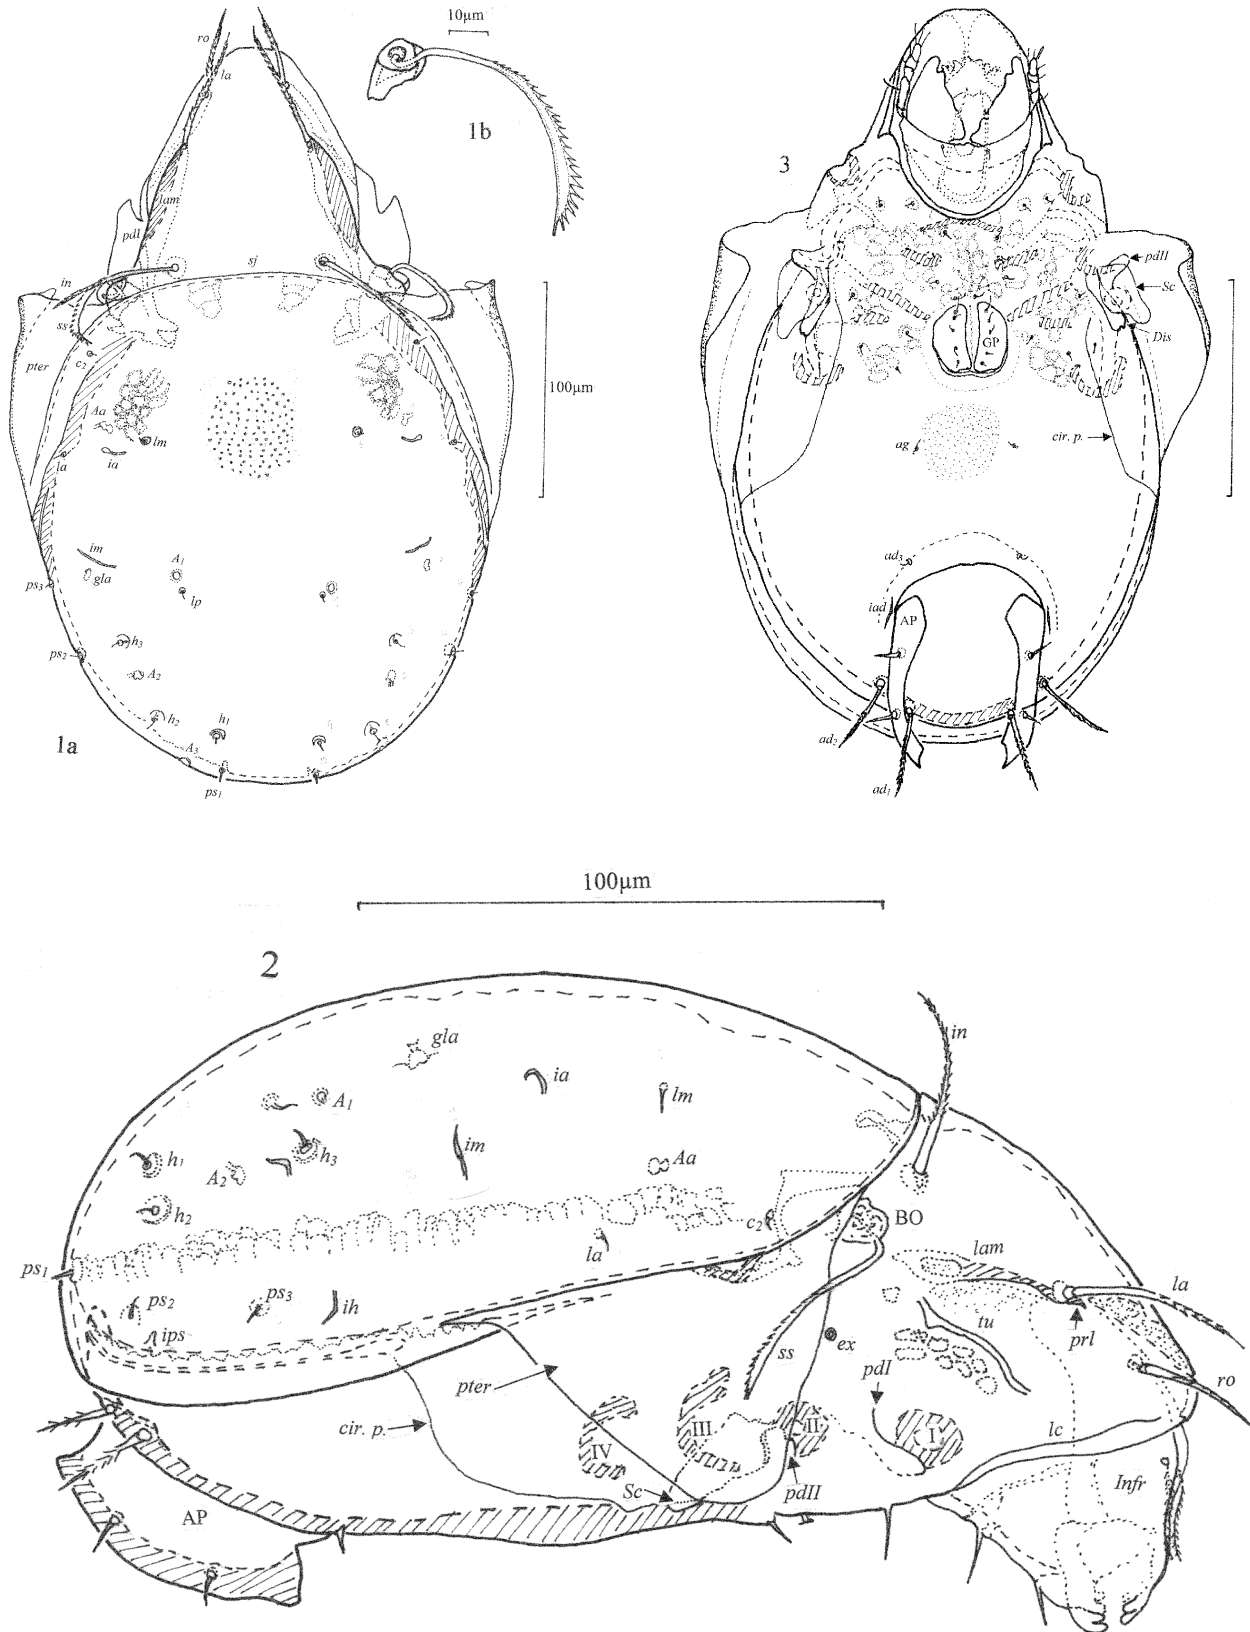 10µm
ro
la
1b
3
lam
pdl
sj
in
ss
pdII
Sc
c2
pter
Dis
GP
100µm
Aa
lm
la
ia
ag
cir. p.
im
A1
gla
ps3
lp
ad3
iad
AP
h3
ps2
A2
h2
h1
1a
A3
ps1
ad2
ad1
100µm
2
in
gla
ia
lm
A1
im
h1
h3
A2
Aa
h2
c2
BO
la
lam
ps1
la
ps2
ps3
ih
tu
prl
ips
ss
ex
pdI
ro
pter
cir. p.
III
II
I
lc
IV
Sc
pdII
Infr
AP